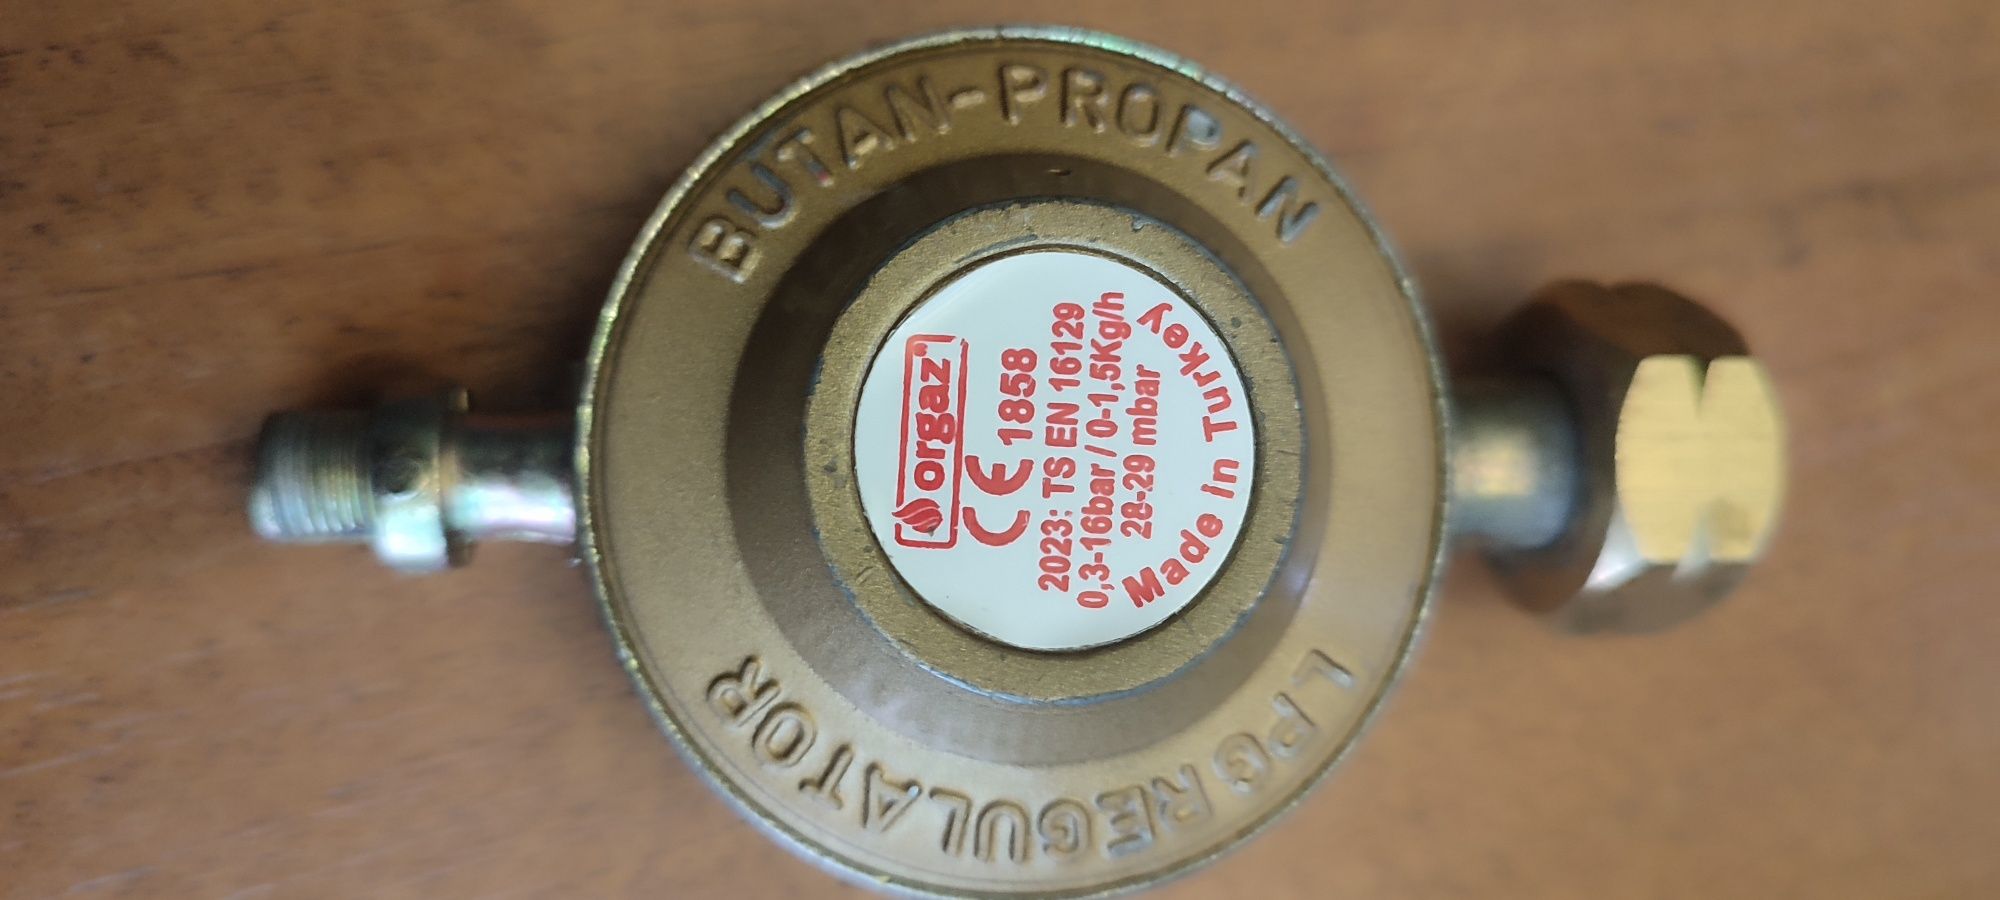 BUTAN-PROPAN
orgaz
CE 1858
2023: TS EN 16129
0,3-16bar / 0-1,5Kg/h
28-29 mbar
Made in Turkey
LPG REGULATOR